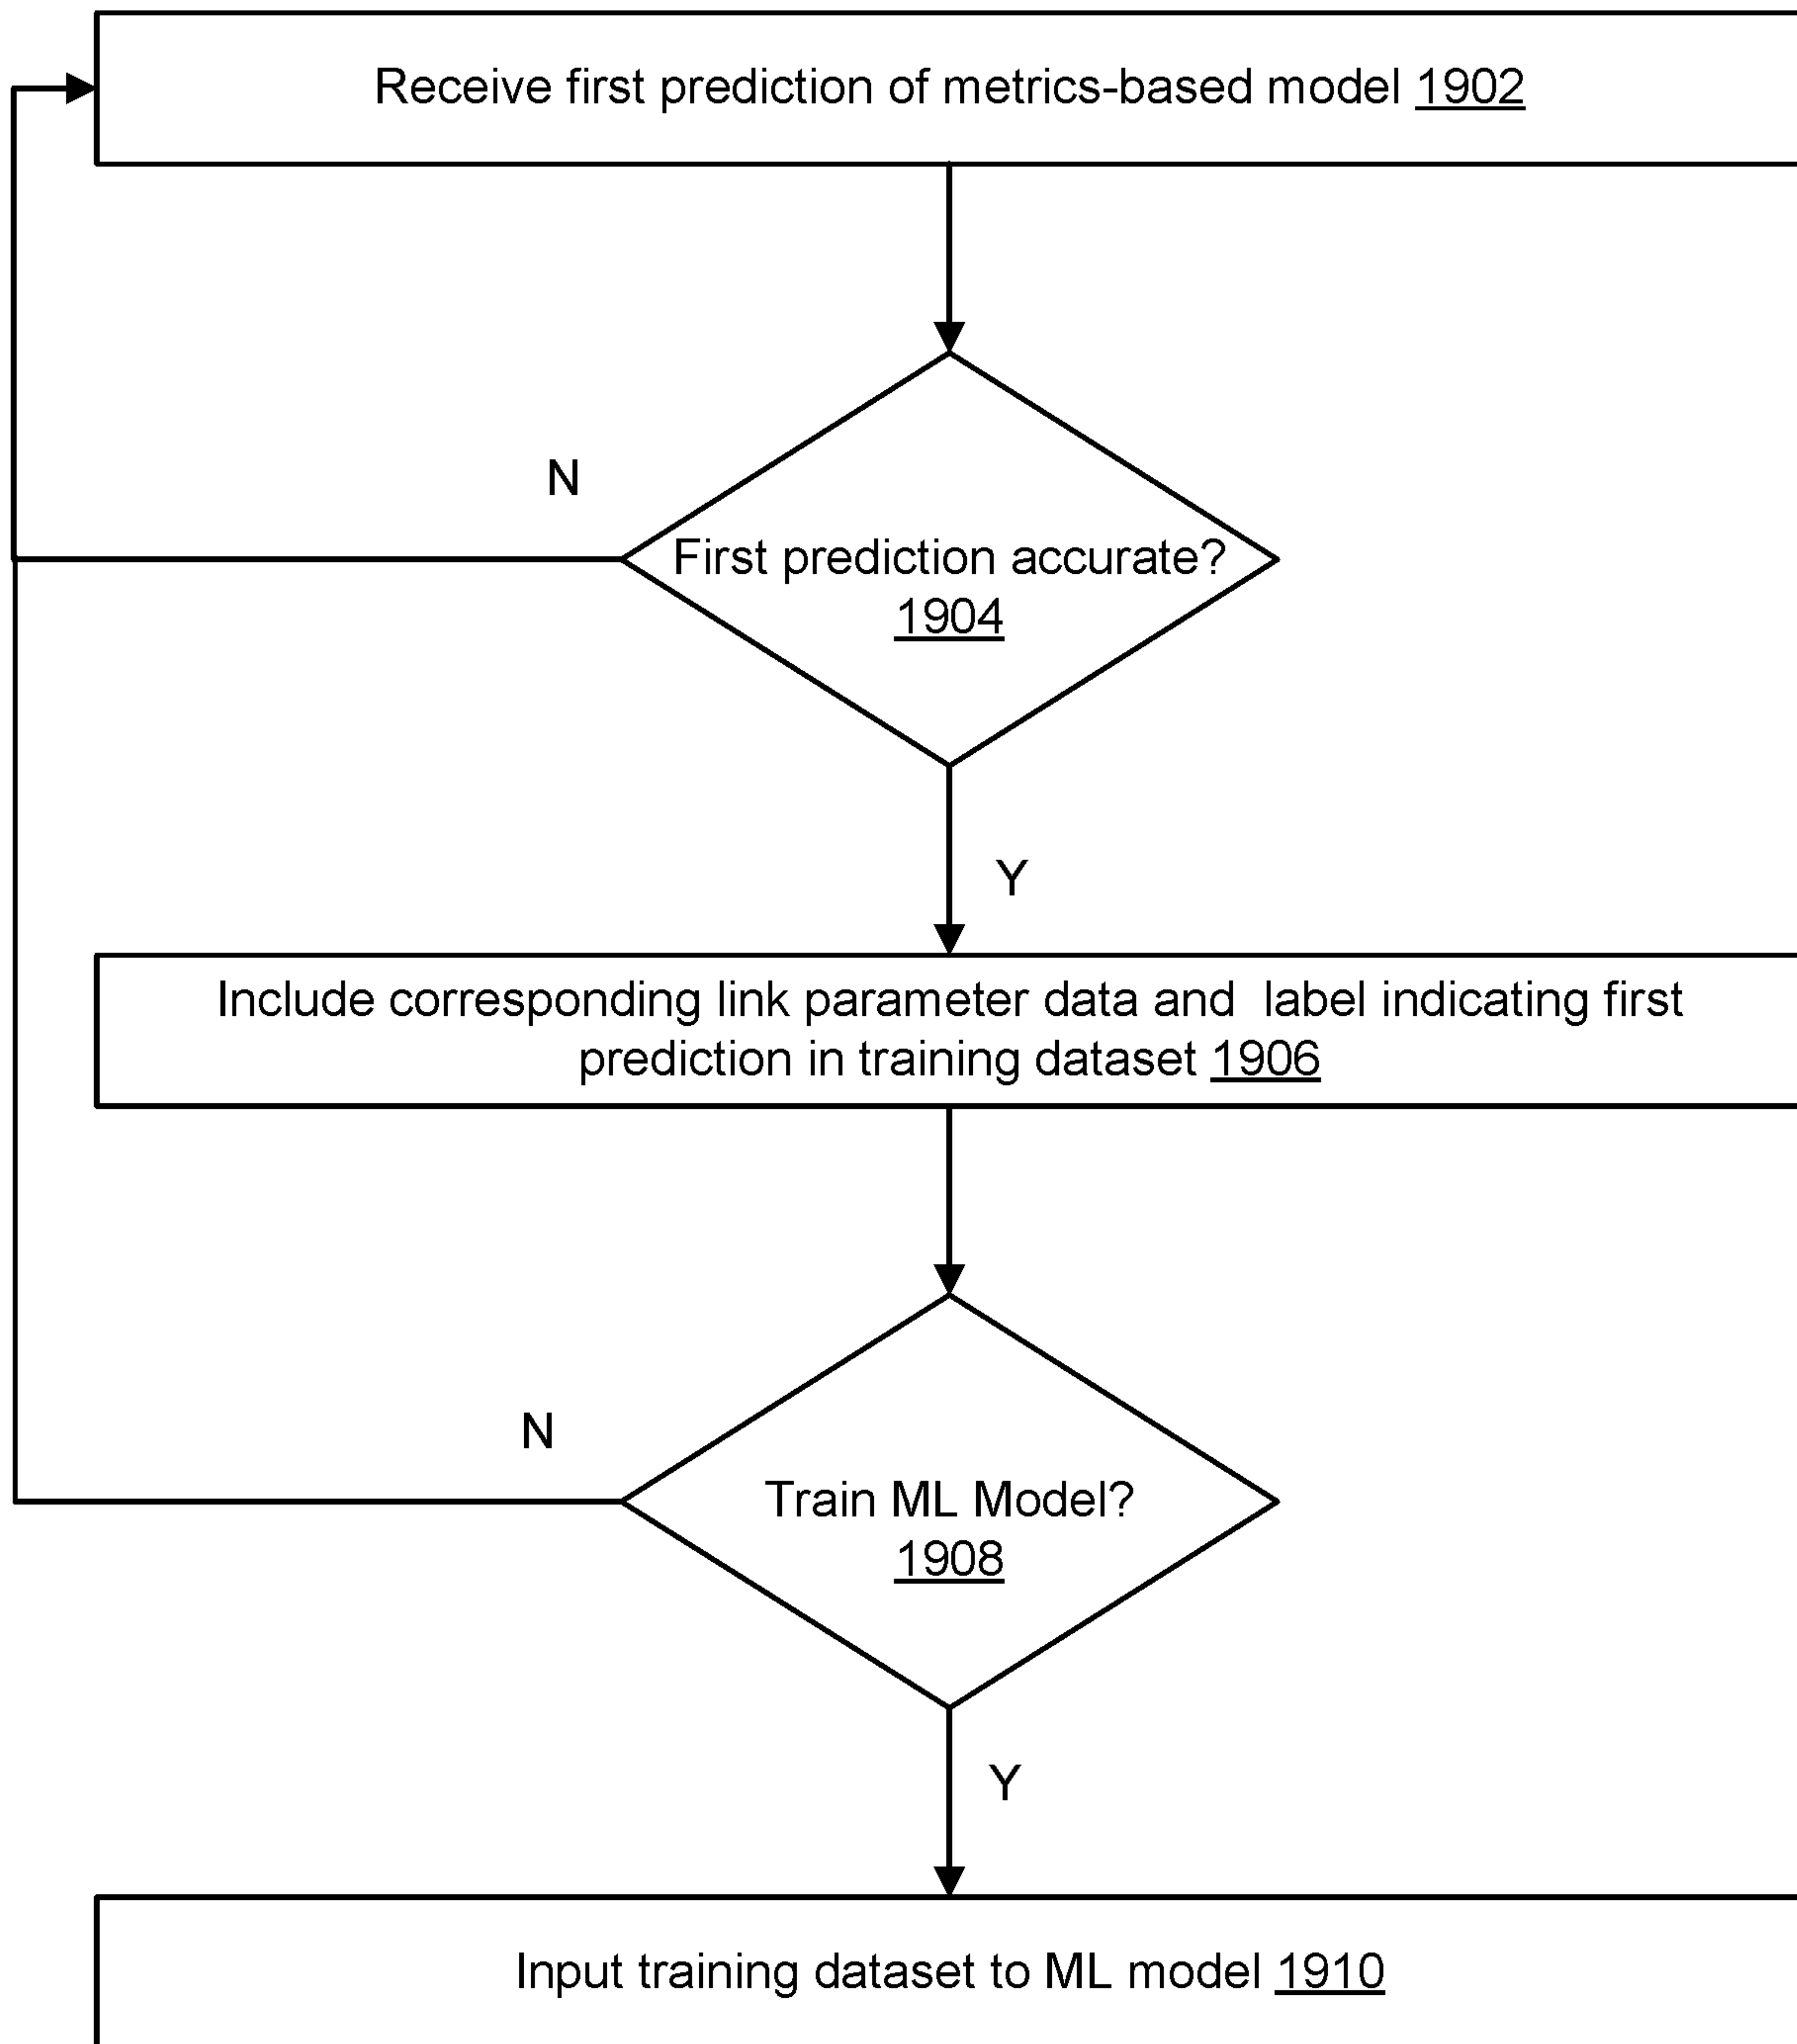 Receive first prediction of metrics-based model 1902
N
First prediction accurate?
1904
Y
Include corresponding link parameter data and label indicating first
prediction in training dataset 1906
N
Train ML Model?
1908
Y
Input training dataset to ML model 1910